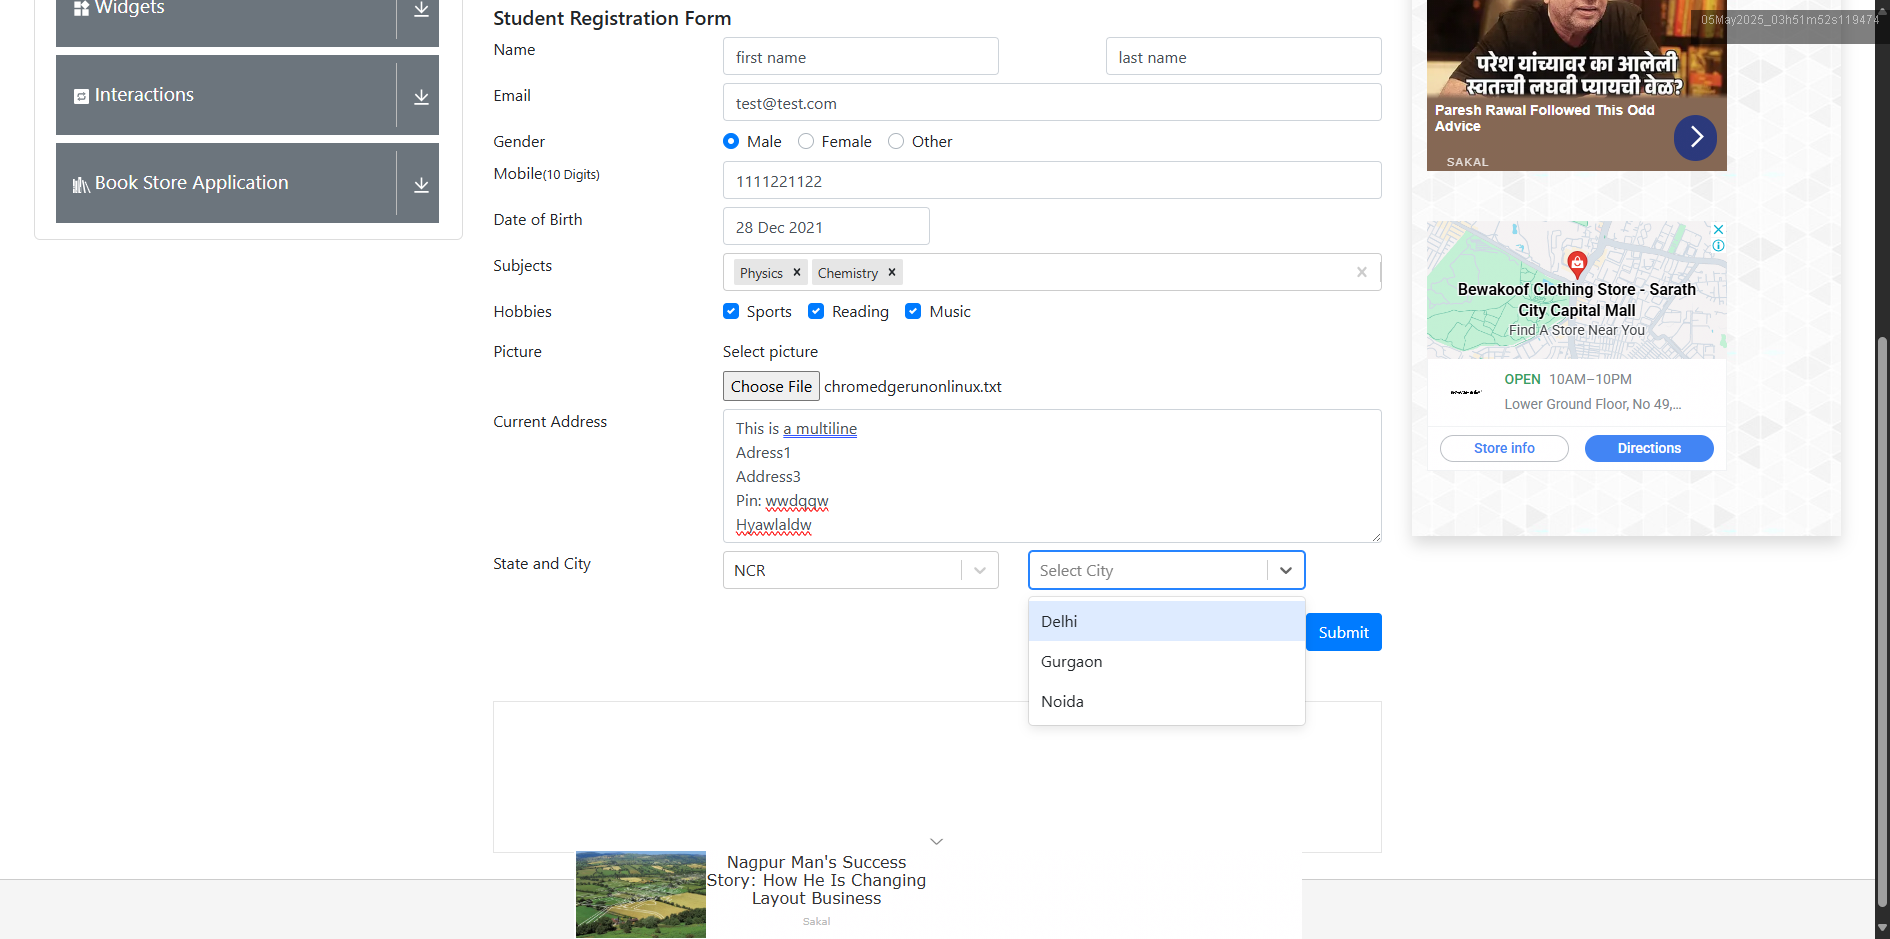 Widgets
Interactions
Book Store Application
Student Registration Form
Name
first name
last name
Email
test@test.com
Gender
Male
Female
Other
Mobile(10 Digits)
1111221122
Date of Birth
28 Dec 2021
Subjects
Physics
Chemistry
Hobbies
Sports
Reading
Music
Picture
Select picture
Choose File chromedgerunonlinux.txt
Current Address
This is a multiline
Adress1
Address3
Pin: wwdqqw
Hyawlaldw
State and City
NCR
Select City
Delhi
Gurgaon
Noida
Submit
05May2025_03h51m52s119474
परेश यांच्यावर का आलेली
स्वतःची लघवी प्यायची वेळ?
Paresh Rawal Followed This Odd
Advice
SAKAL
Bewakoof Clothing Store - Sarath
City Capital Mall
Find A Store Near You
OPEN 10AM–10PM
Lower Ground Floor, No 49,...
Store info
Directions
Nagpur Man's Success
Story: How He Is Changing
Layout Business
Sakal